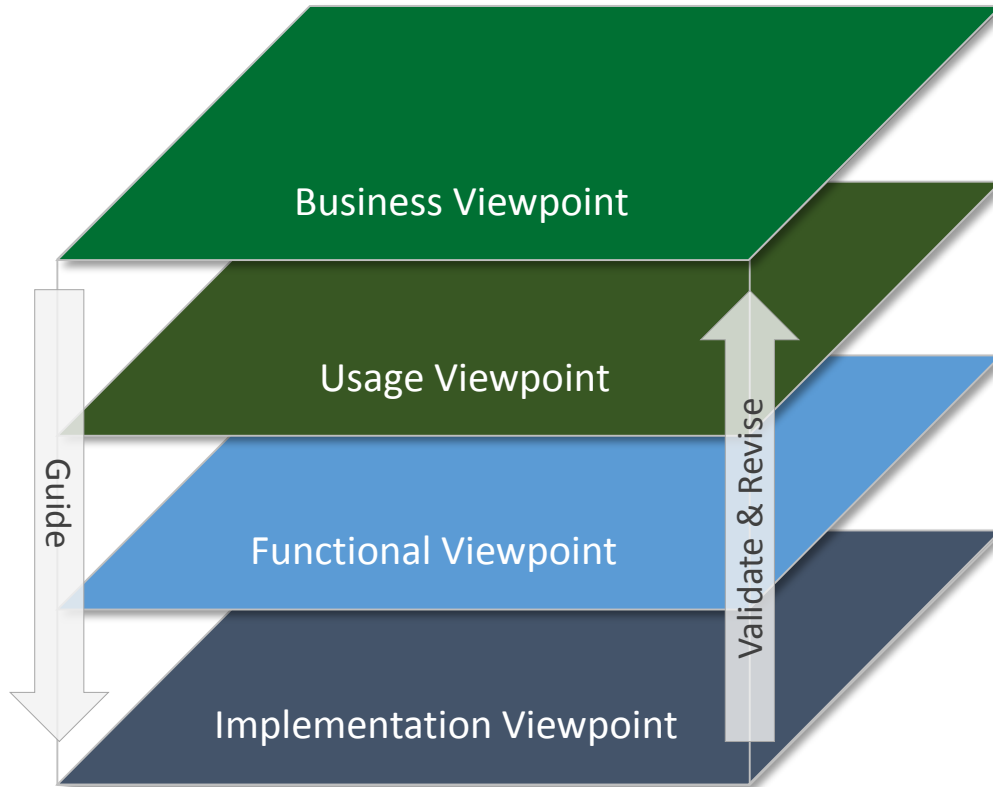 Business Viewpoint
Usage Viewpoint
Guide
Validate & Revise
Functional Viewpoint
Implementation Viewpoint